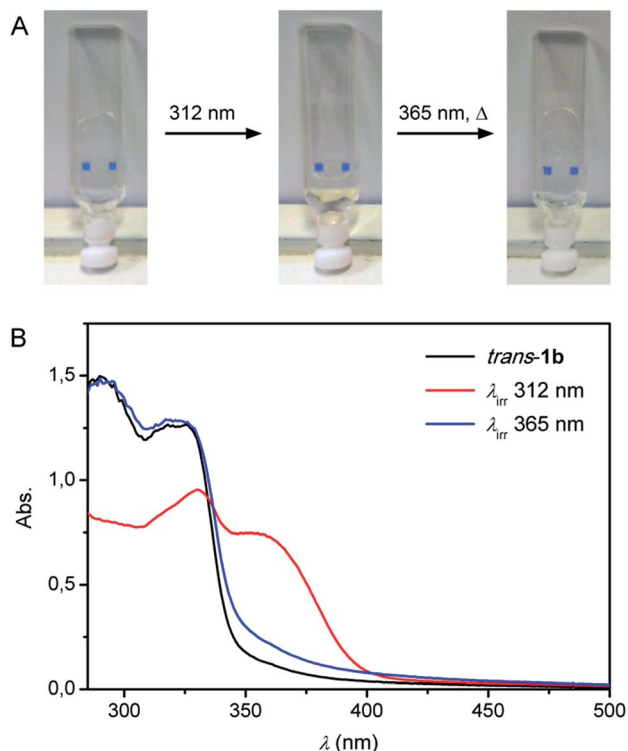 A
312 nm
365 nm, Δ
B
trans-1b
λirr 312 nm
λirr 365 nm
1,5
1,0
0,5
0,0
Abs.
300 350 400 450 500
λ (nm)